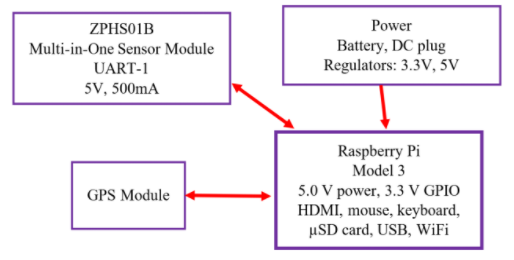 ZPHS01B
Multi-in-One Sensor Module
UART-1
5V, 500mA
Power
Battery, DC plug
Regulators: 3.3V, 5V
Raspberry Pi
Model 3
5.0 V power, 3.3 V GPIO
HDMI, mouse, keyboard,
µSD card, USB, WiFi
GPS Module